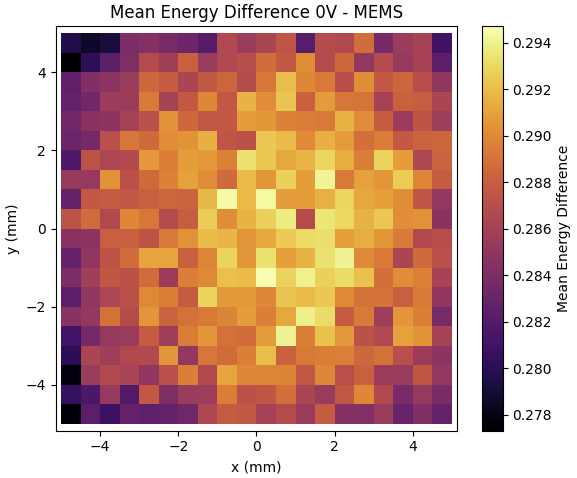 Mean Energy Difference 0V - MEMS
y (mm)
4
2
0
−2
−4
−4 −2 0 2 4
x (mm)
0.294
0.292
0.290
0.288
0.286
0.284
0.282
0.280
0.278
Mean Energy Difference